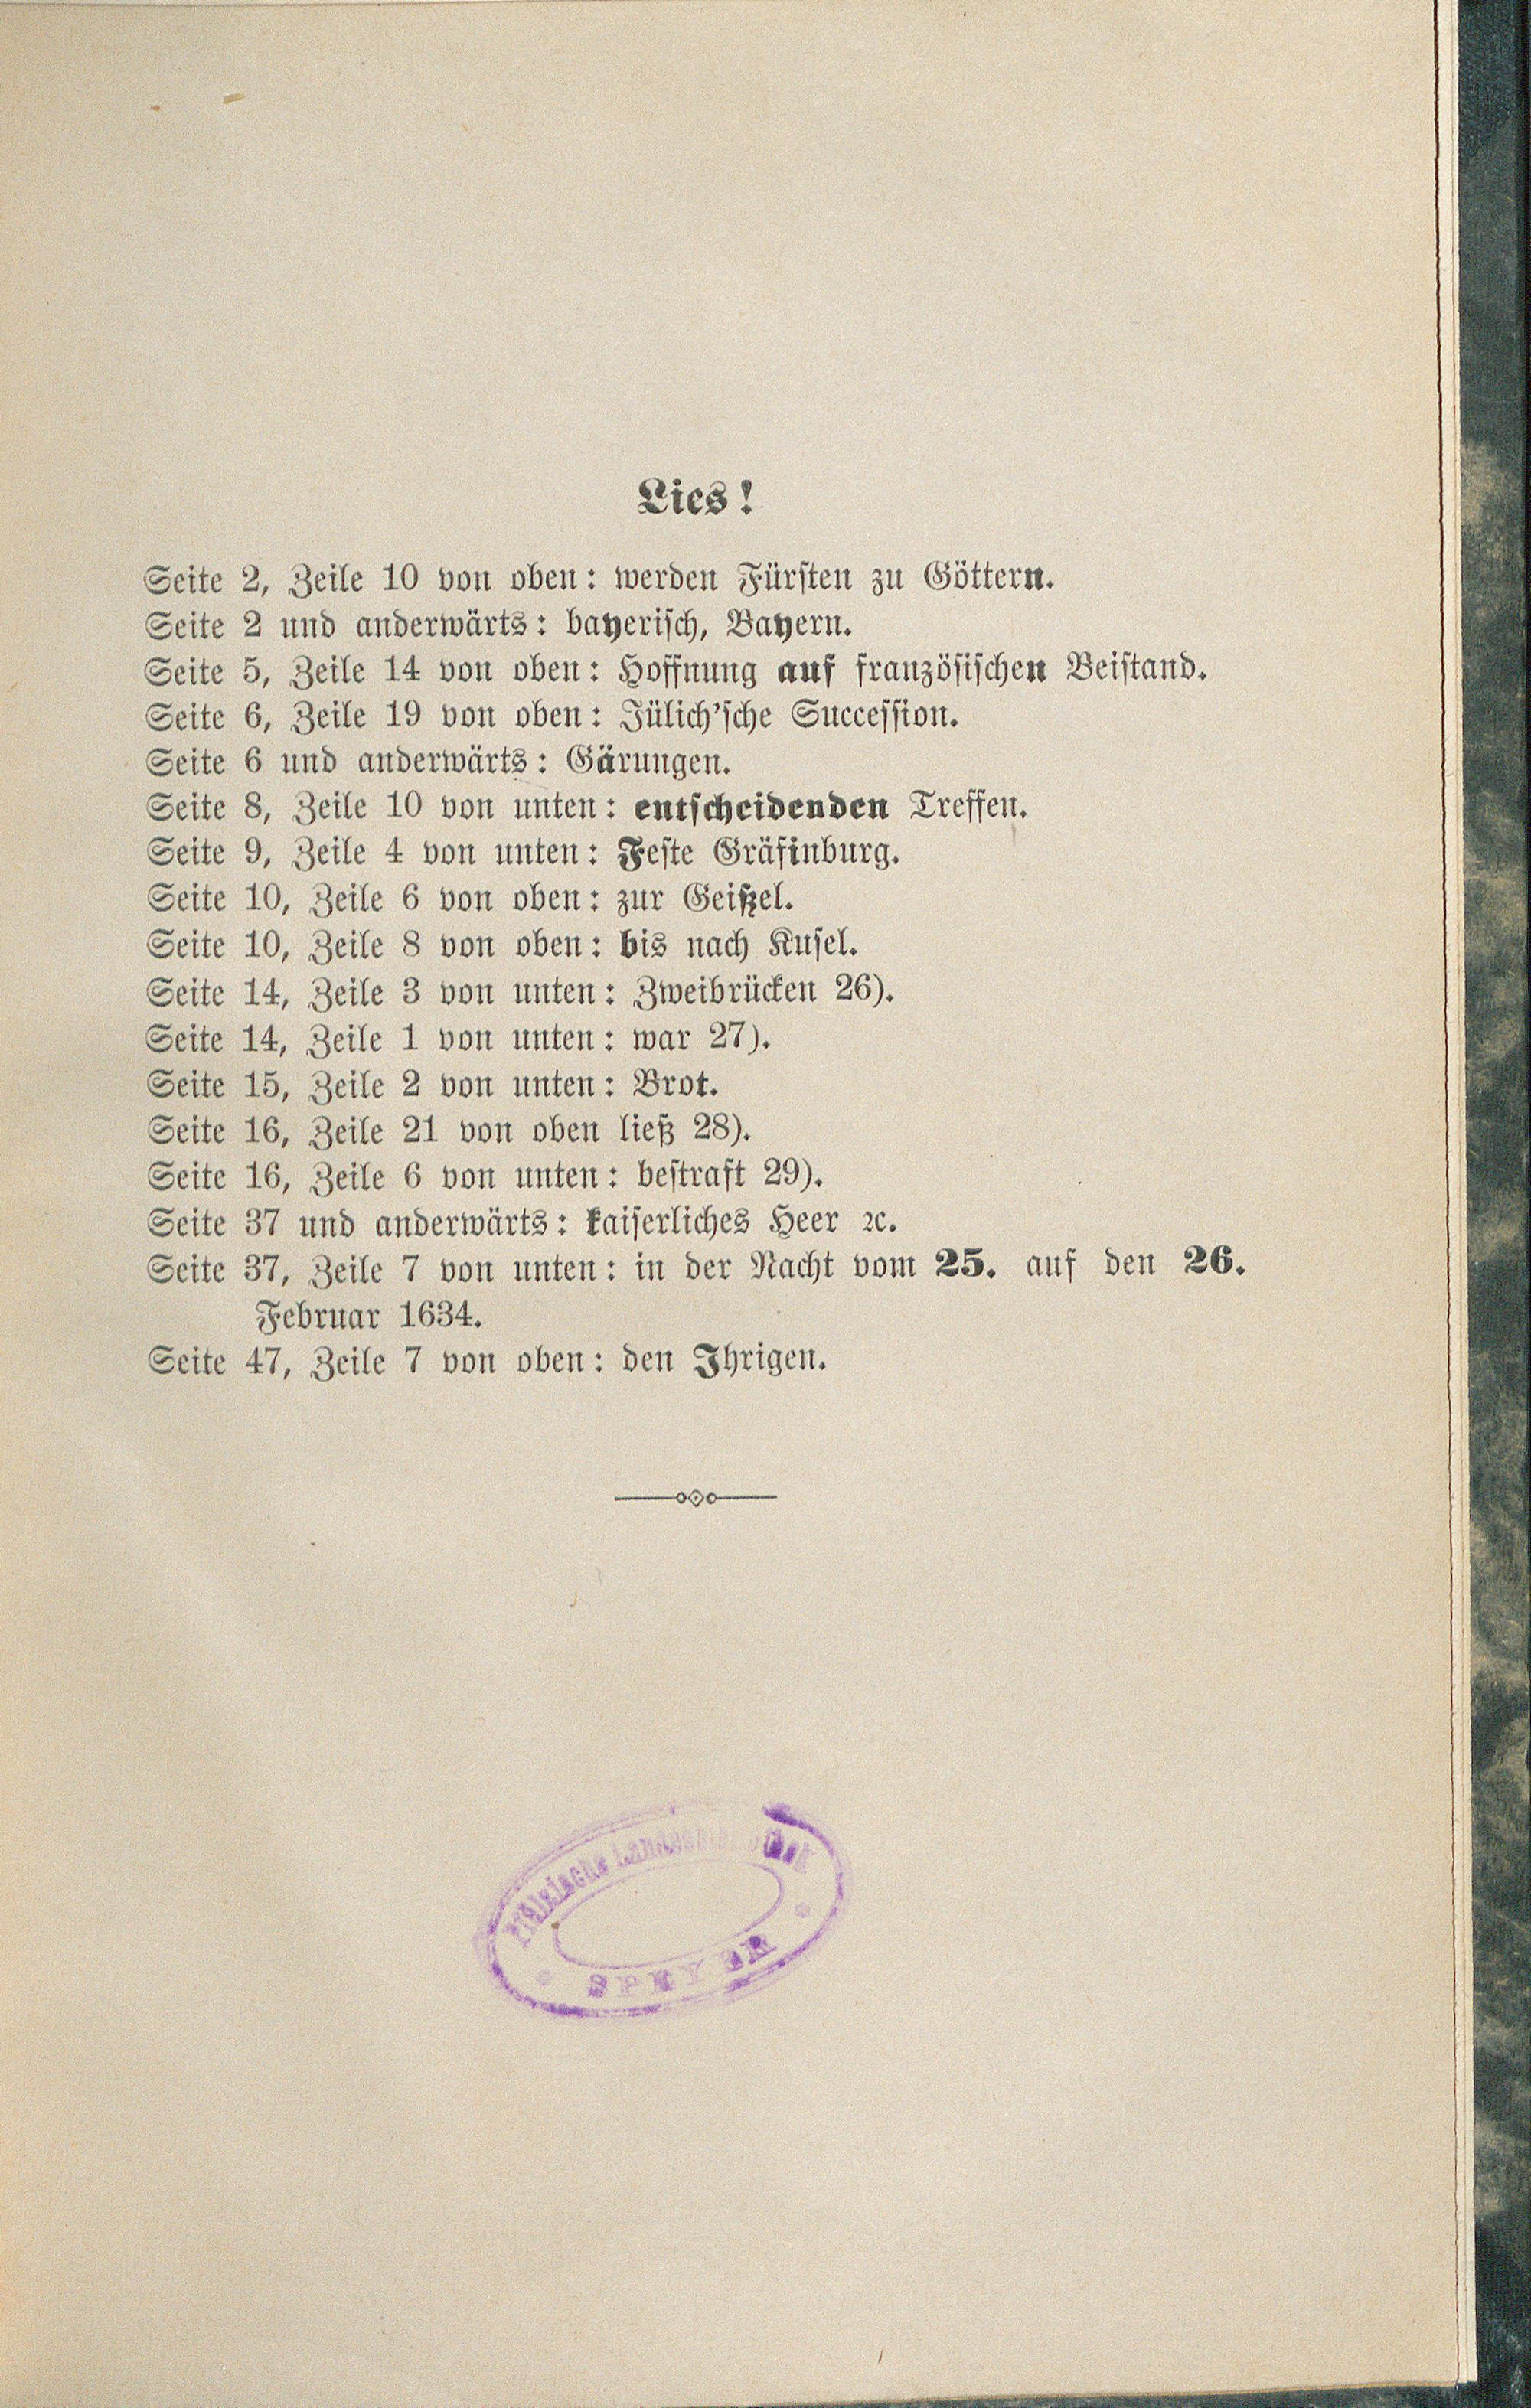 Lies!
Seite 2, Zeile 10 von oben: werden Fürsten zu Göttern.
Seite 2 und anderwärts: bayerisch, Bayern.
Seite 5, Zeile 14 von oben: Hoffnung auf französischen Beistand.
Seite 6, Zeile 19 von oben: Jülich'sche Succession.
Seite 6 und anderwärts: Gärungen.
Seite 8, Zeile 10 von unten: entscheidenden Treffen.
Seite 9, Zeile 4 von unten: Feste Gräfinburg.
Seite 10, Zeile 6 von oben: zur Geißel.
Seite 10, Zeile 8 von oben: bis nach Kusel.
Seite 14, Zeile 3 von unten: Zweibrücken 26).
Seite 14, Zeile 1 von unten: war 27).
Seite 15, Zeile 2 von unten: Brot.
Seite 16, Zeile 21 von oben ließ 28).
Seite 16, Zeile 6 von unten: bestraft 29).
Seite 37 und anderwärts: kaiserliches Heer ꝛc.
Seite 37, Zeile 7 von unten: in der Nacht vom 25. auf den 26.
Februar 1634.
Seite 47, Zeile 7 von oben: den Ihrigen.
Pfälzische
SPEYER